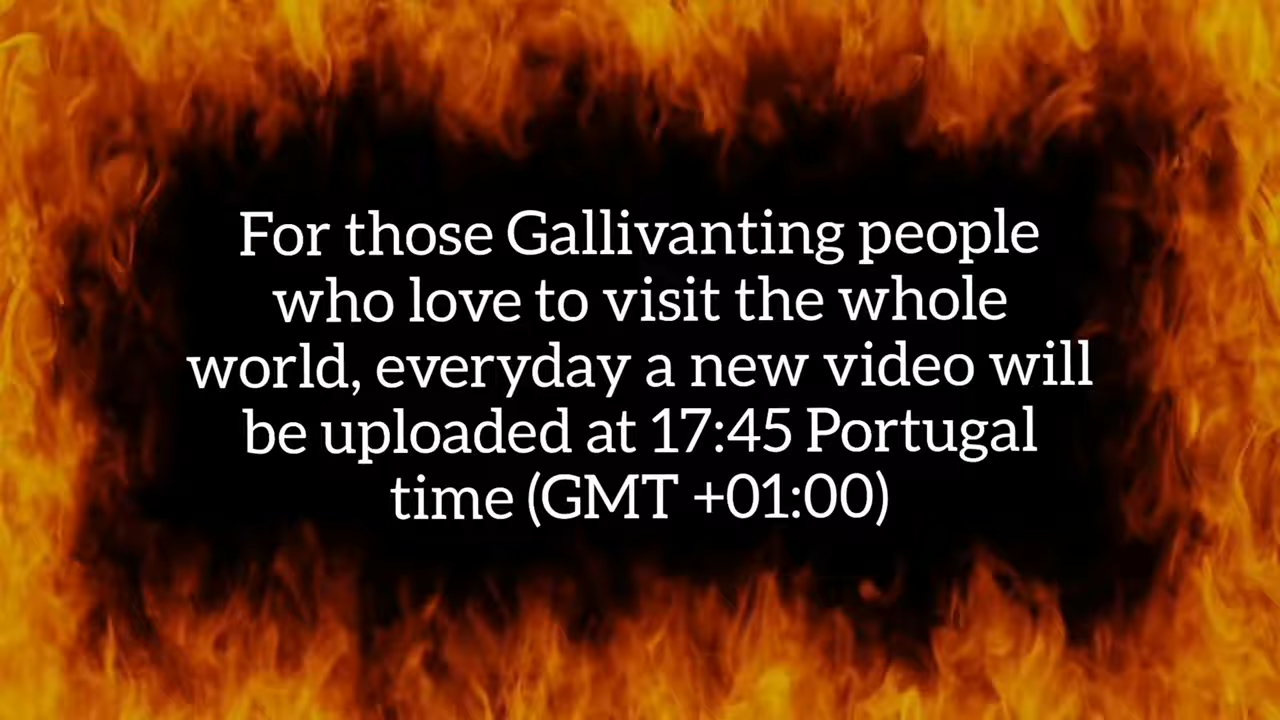 For those Gallivanting people
who love to visit the whole
world, everyday a new video will
be uploaded at 17:45 Portugal
time (GMT +01:00)